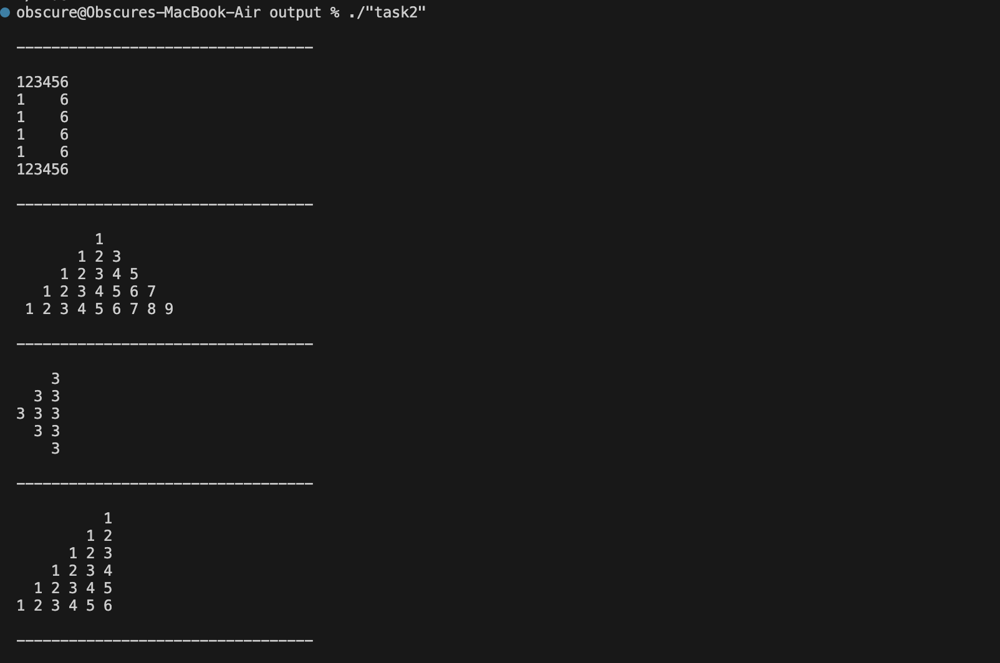 obscure@Obscures-MacBook-Air output % ./"task2"

----------------------------------

123456
1    6
1    6
1    6
1    6
123456

----------------------------------

         1
       1 2 3
     1 2 3 4 5
   1 2 3 4 5 6 7
 1 2 3 4 5 6 7 8 9

----------------------------------

    3
  3 3
3 3 3
  3 3
    3

----------------------------------

          1
        1 2
      1 2 3
    1 2 3 4
  1 2 3 4 5
1 2 3 4 5 6

----------------------------------